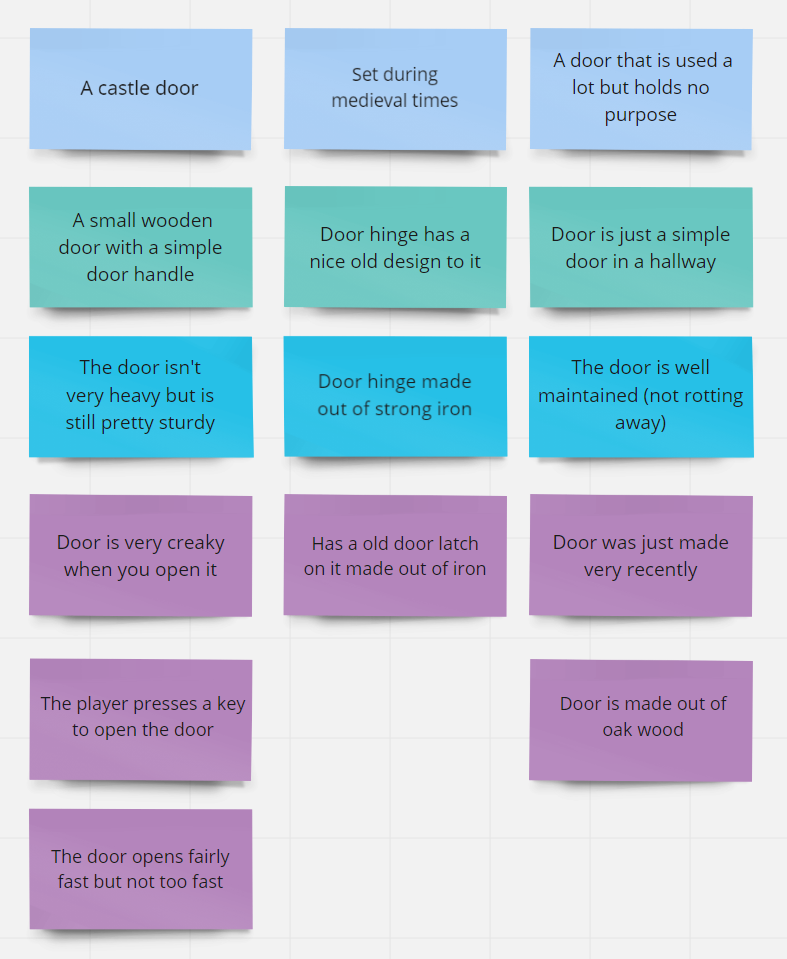 A castle door
Set during
medieval times
A door that is used a
lot but holds no
purpose
A small wooden
door with a simple
door handle
Door hinge has a
nice old design to it
Door is just a simple
door in a hallway
The door isn't
very heavy but is
still pretty sturdy
Door hinge made
out of strong iron
The door is well
maintained (not rotting
away)
Door is very creaky
when you open it
Has a old door latch
on it made out of iron
Door was just made
very recently
The player presses a key
to open the door
Door is made out of
oak wood
The door opens fairly
fast but not too fast